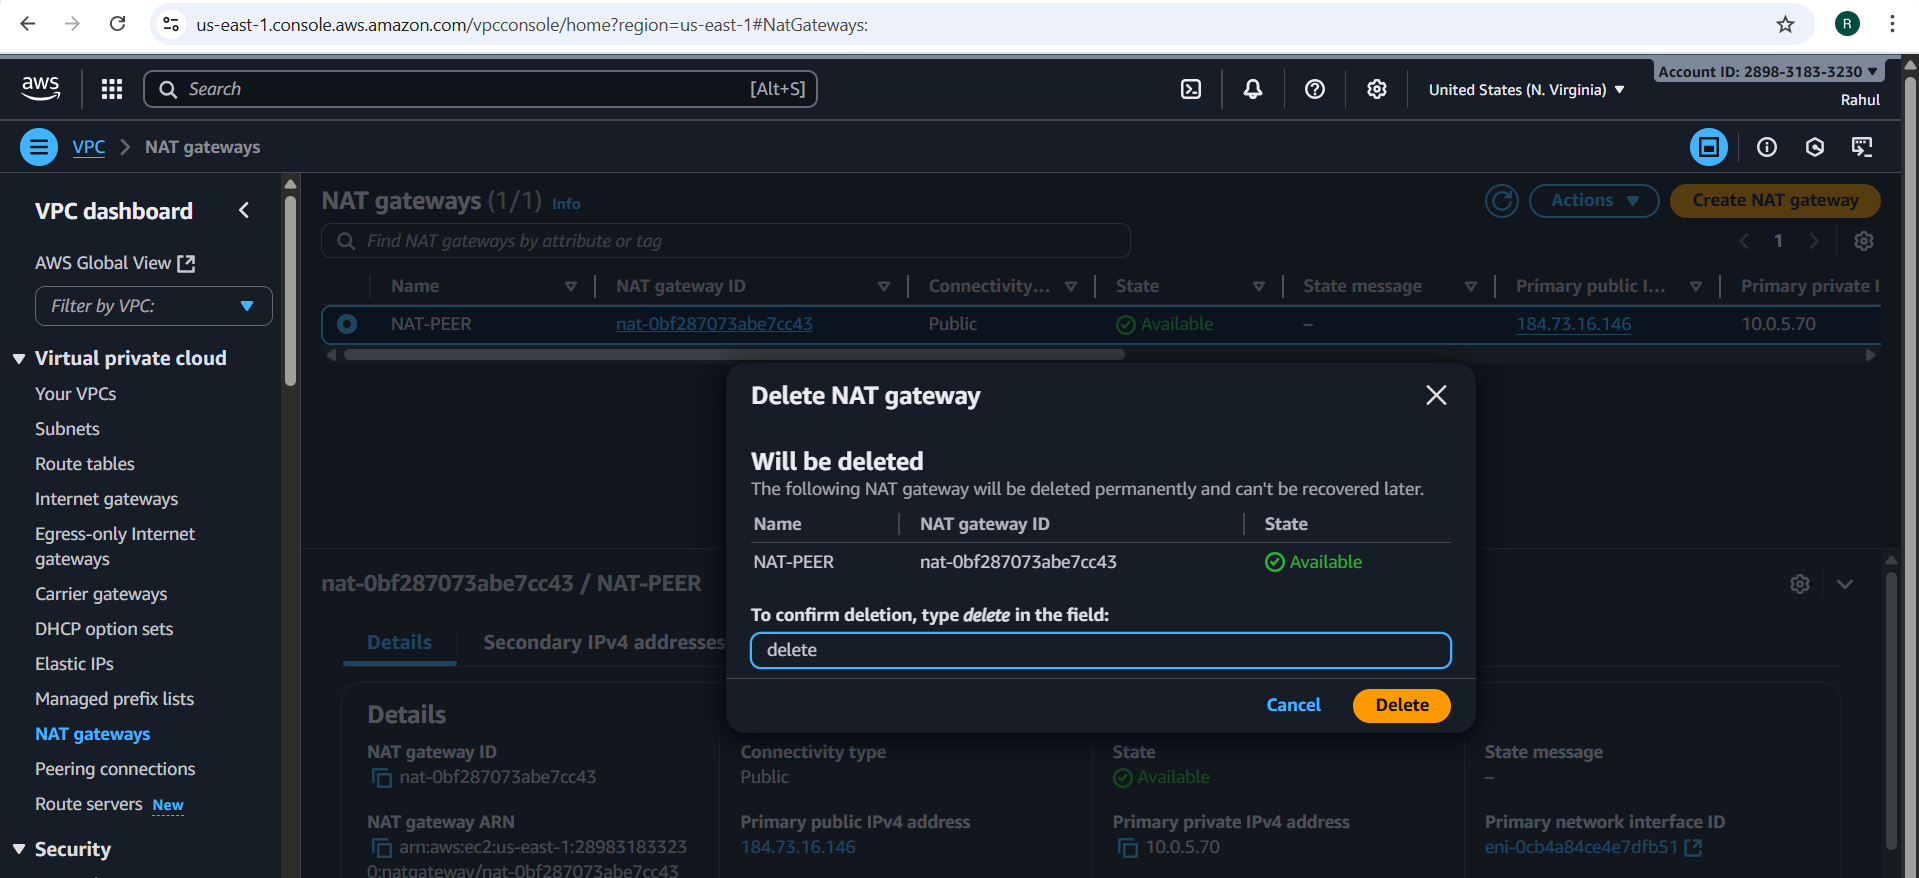 us-east-1.console.aws.amazon.com/vpcconsole/home?region=us-east-1#NatGateways:
R
aws
Search
[Alt+S]
United States (N. Virginia)
Account ID: 2898-3183-3230
Rahul
VPC
NAT gateways
VPC dashboard
AWS Global View
Filter by VPC:
Virtual private cloud
Your VPCs
Subnets
Route tables
Internet gateways
Egress-only Internet
gateways
Carrier gateways
DHCP option sets
Elastic IPs
Managed prefix lists
NAT gateways
Peering connections
Route servers New
Security
NAT gateways (1/1) Info
Actions
Create NAT gateway
Find NAT gateways by attribute or tag
1
Name NAT gateway ID Connectivity... State State message Primary public I... Primary private I
NAT-PEER nat-0bf287073abe7cc43 Public Available – 184.73.16.146 10.0.5.70
Delete NAT gateway
Will be deleted
The following NAT gateway will be deleted permanently and can't be recovered later.
Name NAT gateway ID State
NAT-PEER nat-0bf287073abe7cc43 Available
To confirm deletion, type delete in the field:
delete
Cancel Delete
nat-0bf287073abe7cc43 / NAT-PEER
Details Secondary IPv4 addresses
Details
NAT gateway ID
nat-0bf287073abe7cc43
Connectivity type
Public
State
Available
State message
–
NAT gateway ARN
arn:aws:ec2:us-east-1:28983183323
0:natgateway/nat-0bf287073abe7cc43
Primary public IPv4 address
184.73.16.146
Primary private IPv4 address
10.0.5.70
Primary network interface ID
eni-0cb4a84ce4e7dfb51